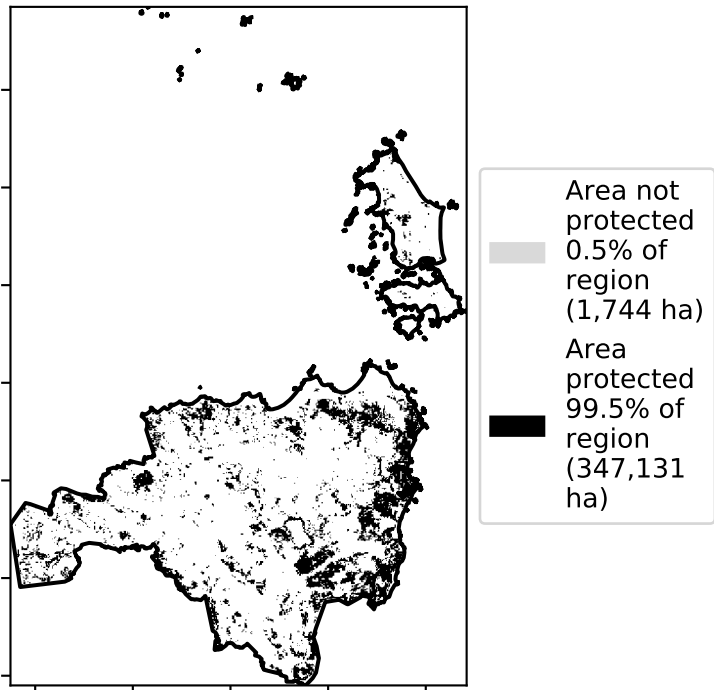 Area not
protected
0.5% of
region
(1,744 ha)
Area
protected
99.5% of
region
(347,131
ha)